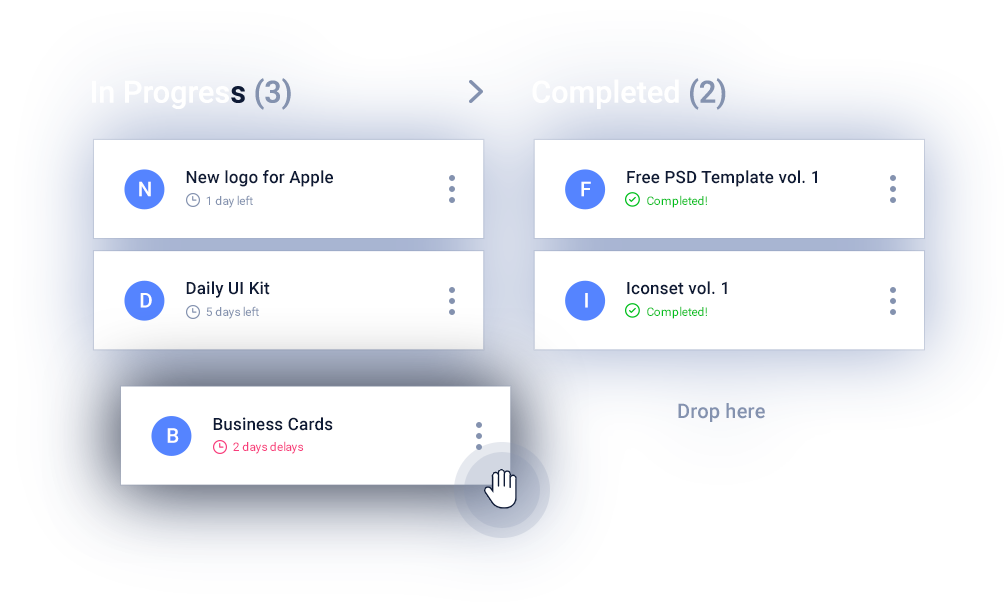 In Progress (3)
N
New logo for Apple
1 day left
D
Daily UI Kit
5 days left
B
Business Cards
2 days delays
Completed (2)
F
Free PSD Template vol. 1
Completed!
I
Iconset vol. 1
Completed!
Drop here